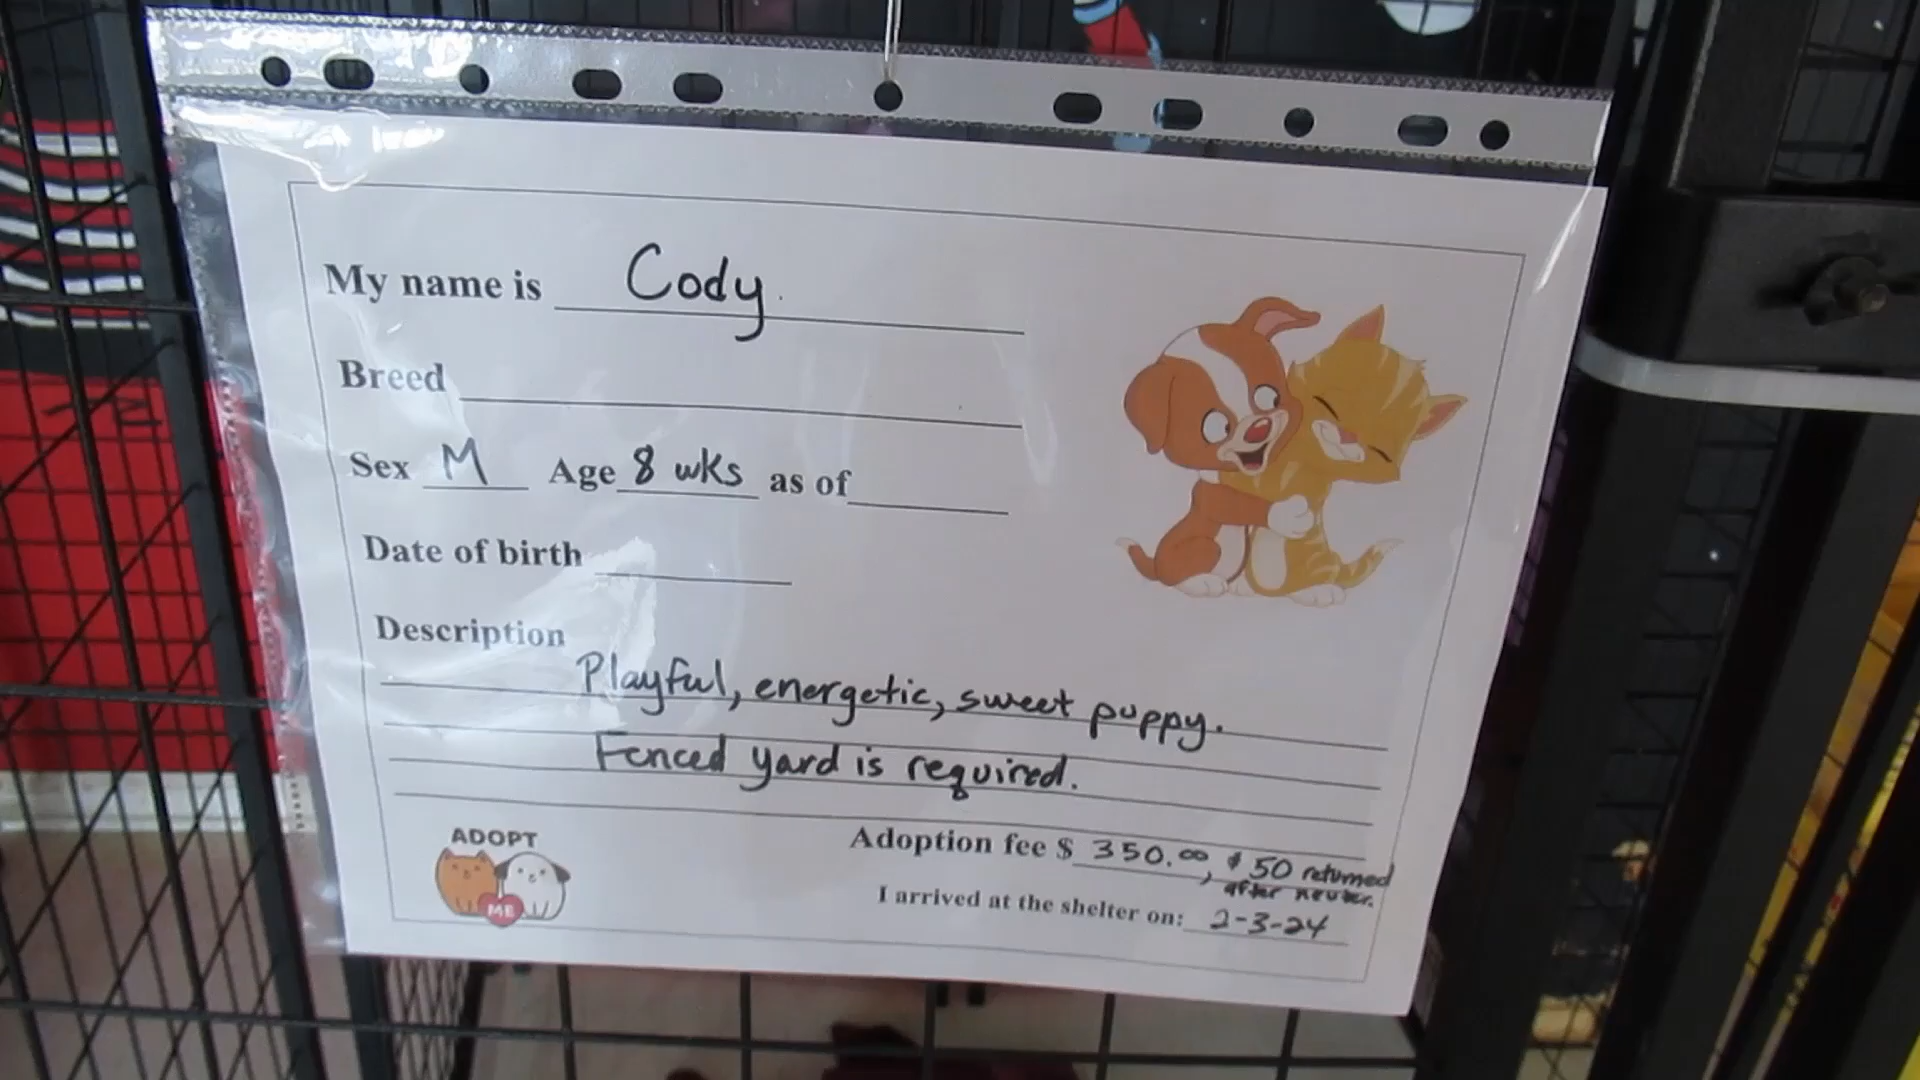 My name is Cody.
Breed
Sex M Age 8 wks as of
Date of birth
Description
Playful, energetic, sweet puppy.
Fenced yard is required.
ADOPT
ME
Adoption fee $ 350.00, $50 returned
after neuter.
I arrived at the shelter on: 2-3-24